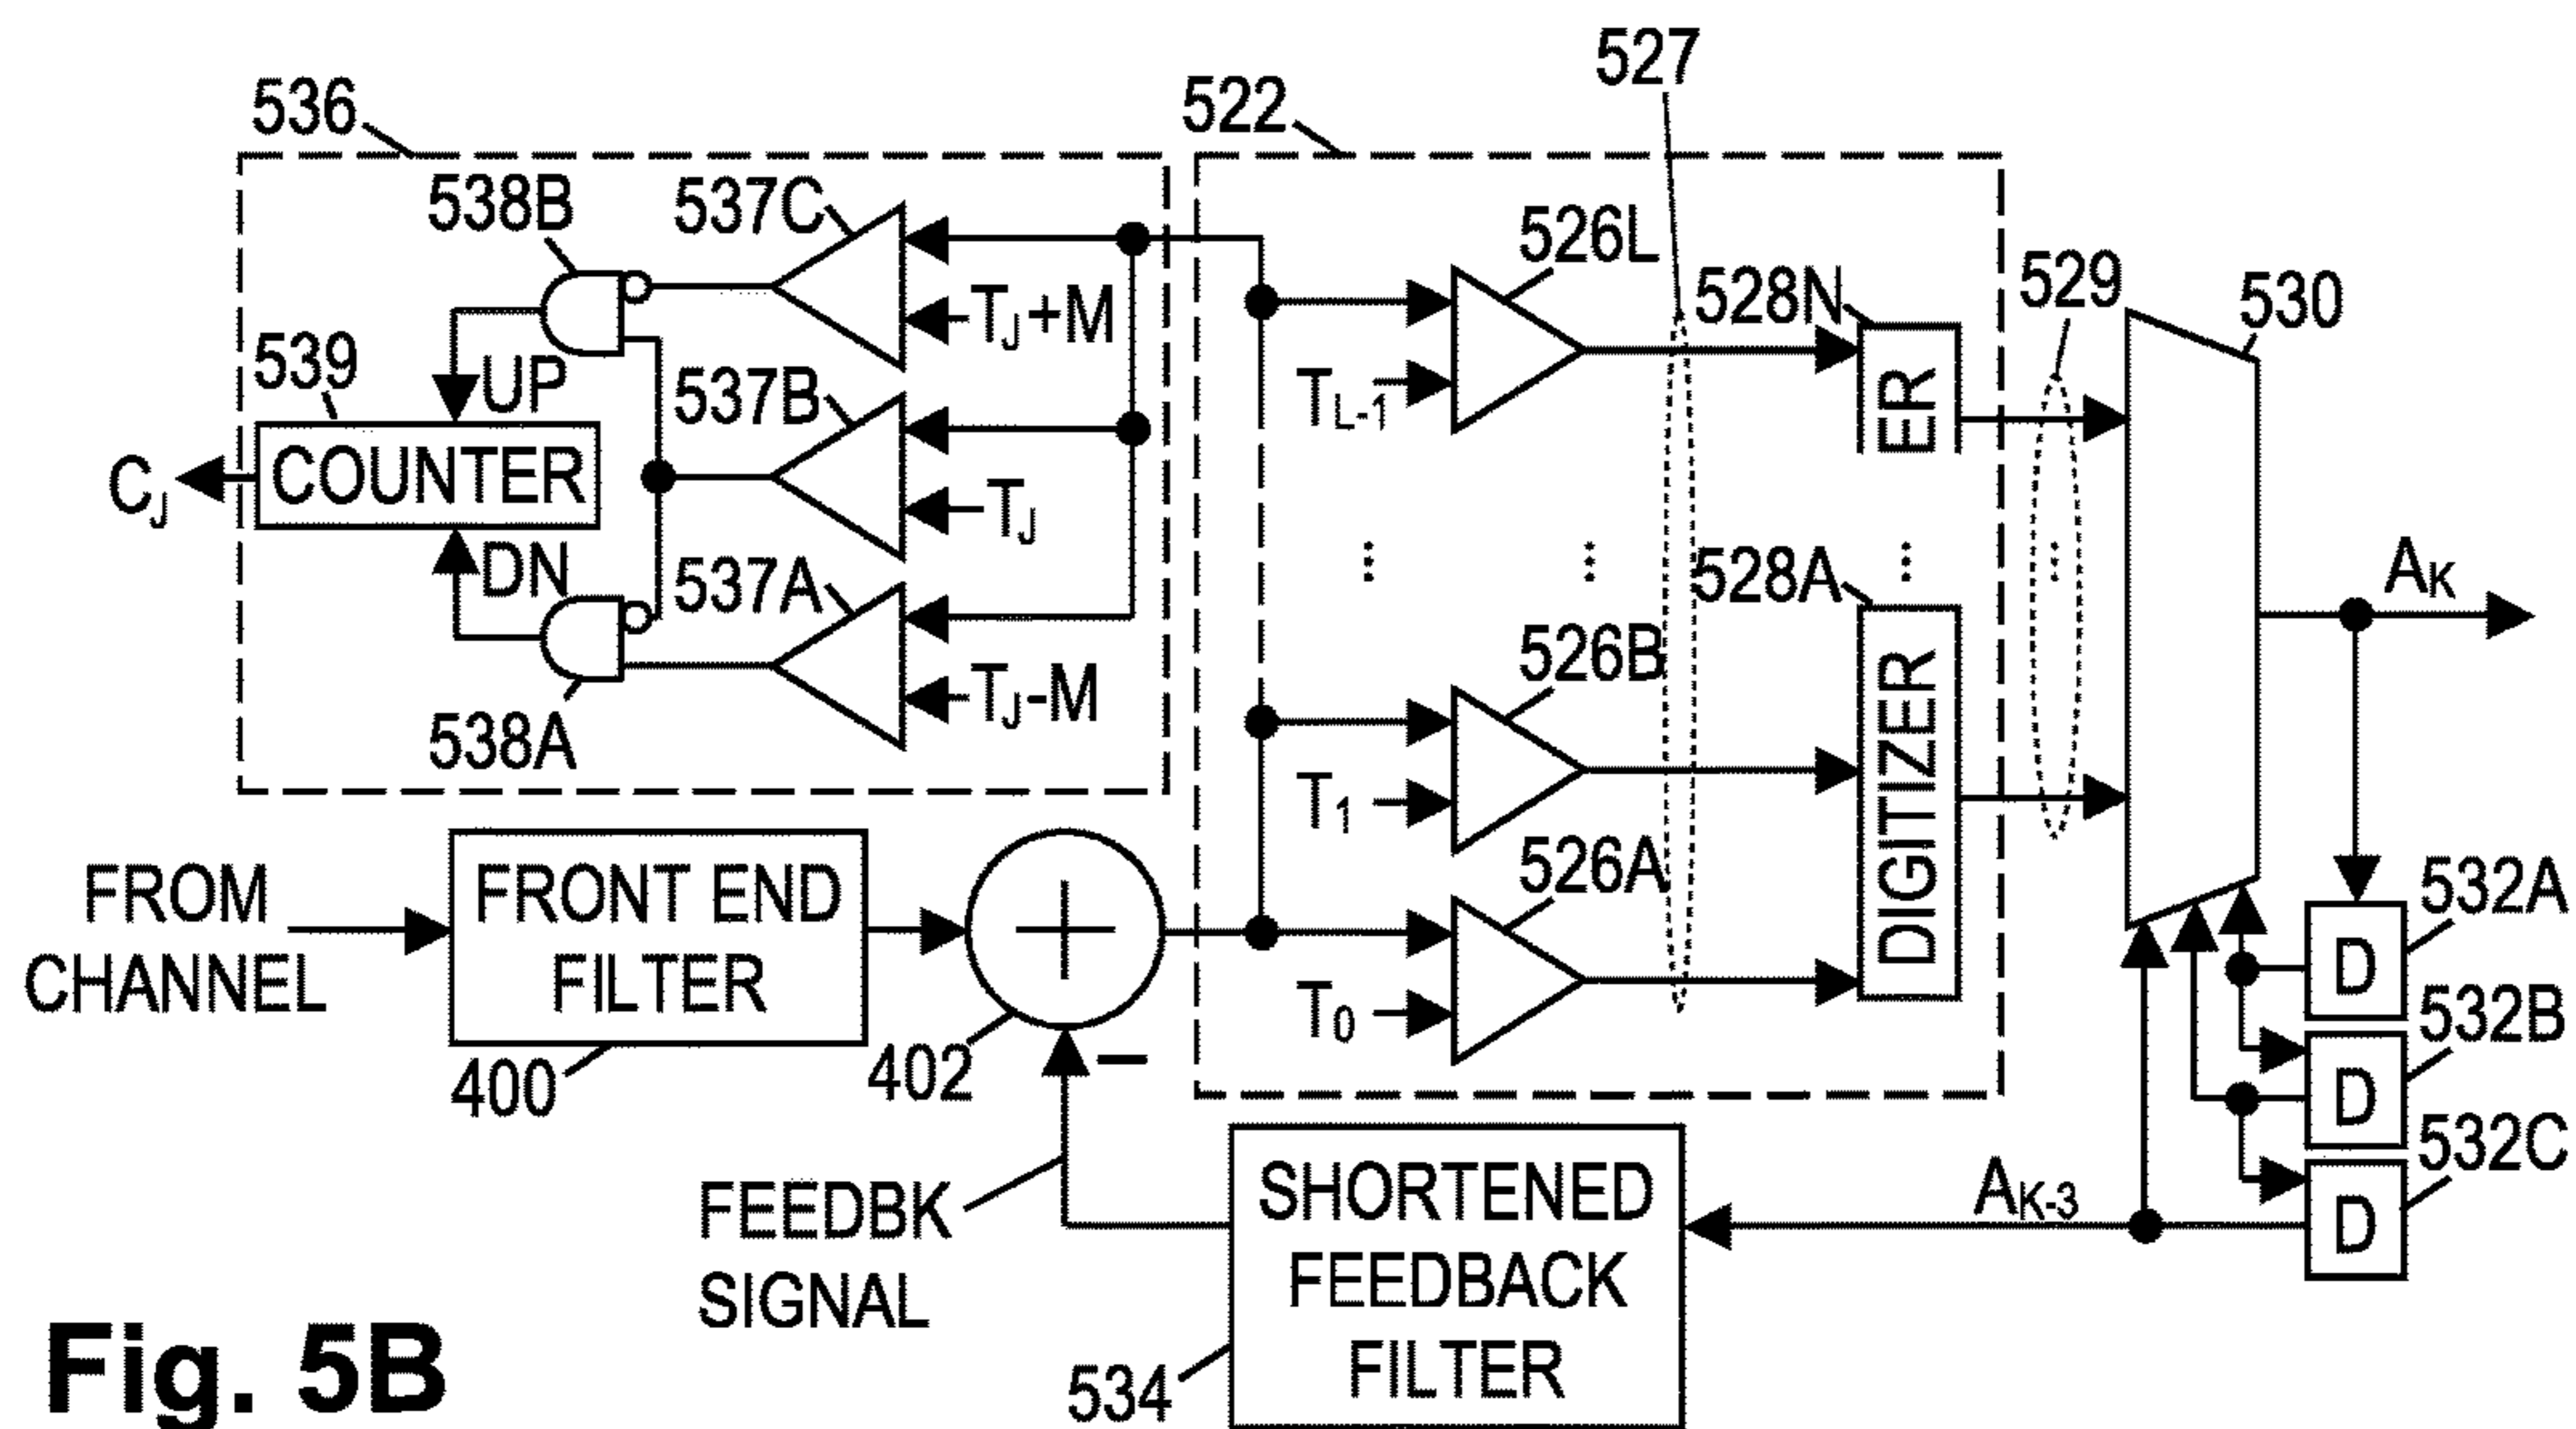 527
536
522
538B
537C
526L
528N
529
530
T_J+M
T_L-1
ER
539
UP
537B
COUNTER
C_J
T_J
DN
537A
528A
A_K
526B
T_J-M
538A
T_1
DIGITIZER
526A
FROM
CHANNEL
FRONT END
FILTER
T_0
532A
D
532B
D
532C
D
400
402
–
A_K-3
FEEDBK
SIGNAL
SHORTENED
FEEDBACK
FILTER
534
Fig. 5B